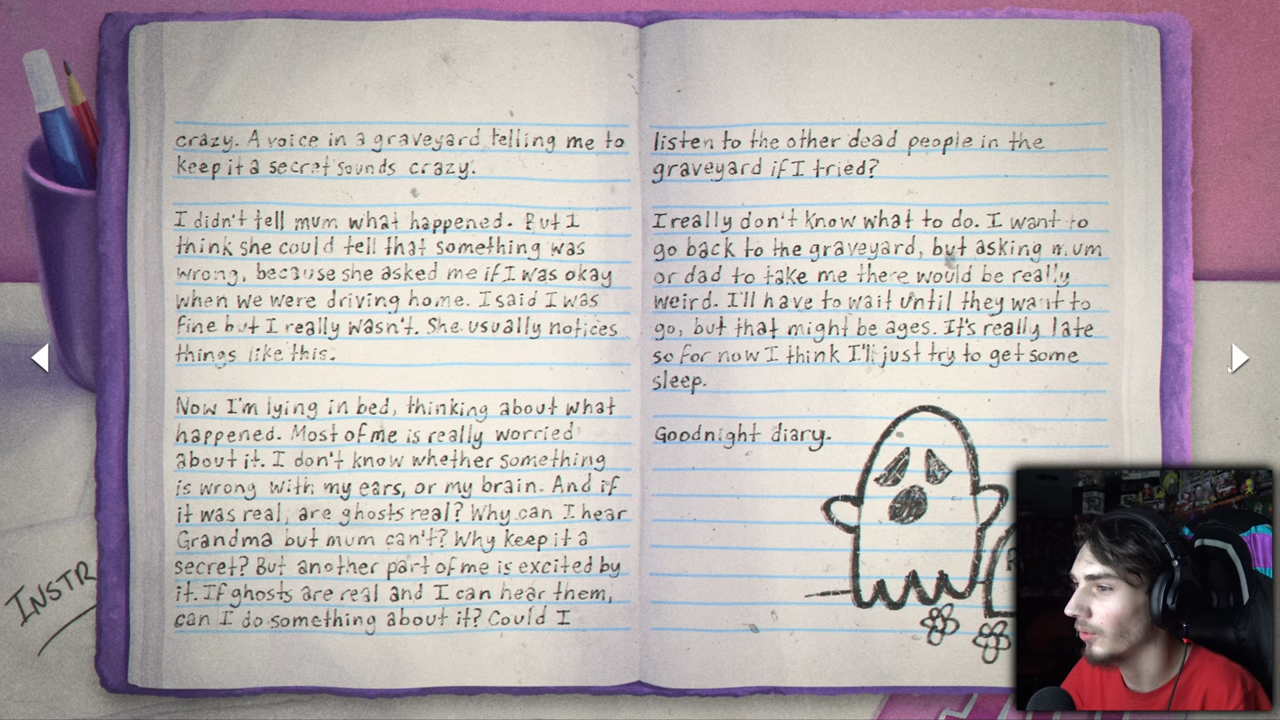 crazy. A voice in a graveyard telling me to
keep it a secret sounds crazy.
I didn't tell mum what happened. But I
think she could tell that something was
wrong, because she asked me if I was okay
when we were driving home. I said I was
fine but I really wasn't. She usually notices
things like this.
Now I'm lying in bed, thinking about what
happened. Most of me is really worried
about it. I don't know whether something
is wrong with my ears, or my brain. And if
it was real, are ghosts real? Why can I hear
Grandma but mum can't? Why keep it a
secret? But another part of me is excited by
it. If ghosts are real and I can hear them,
can I do something about it? Could I
listen to the other dead people in the
graveyard if I tried?
I really don't know what to do. I want to
go back to the graveyard, but asking mum
or dad to take me there would be really
weird. I'll have to wait until they want to
go, but that might be ages. It's really late
so for now I think I'll just try to get some
sleep.
Goodnight diary.
INSTR